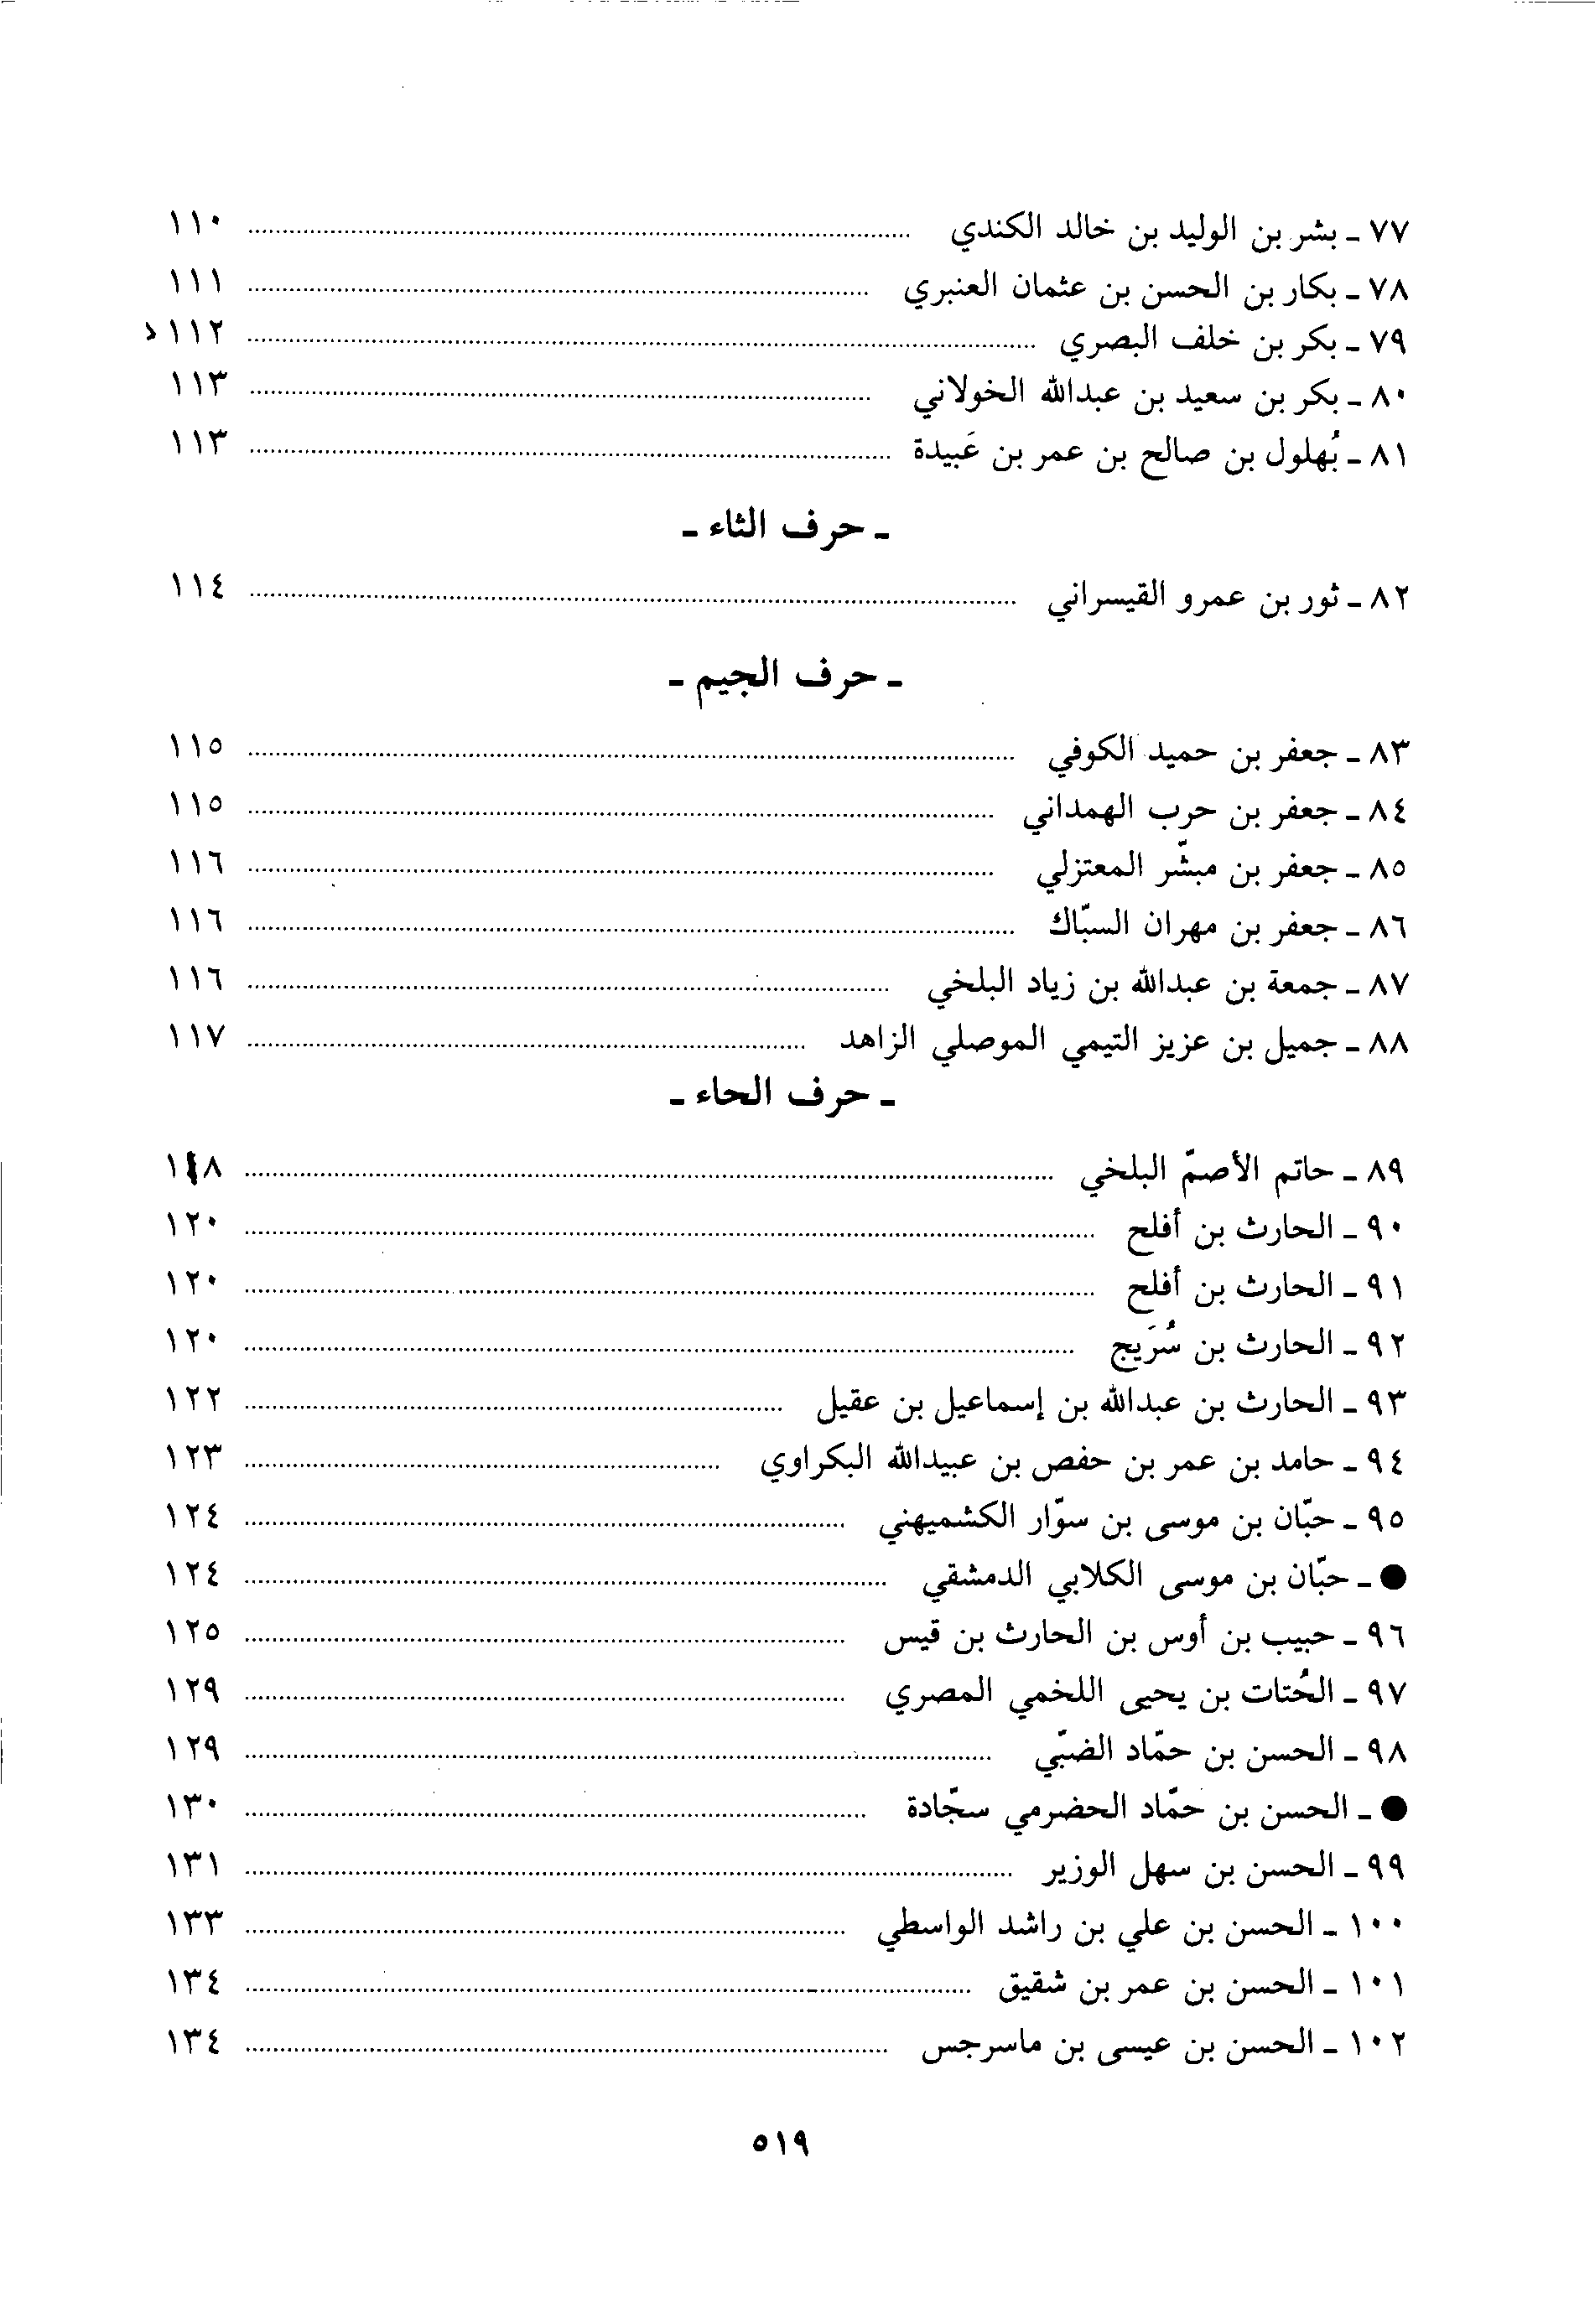 ٧٧ ـ بشر بن الوليد بن خالد الكندي ........ ١١٠
٧٨ ـ بكار بن الحسن بن عثمان العنبري ........ ١١١
٧٩ ـ بكر بن خلف البصري ........ ١١٢
٨٠ ـ بكر بن سعيد بن عبدالله الخولاني ........ ١١٣
٨١ ـ بُهلول بن صالح بن عمر بن عَبيدة ........ ١١٣
ـ حرف الثاء ـ
٨٢ ـ ثور بن عمرو القيسراني ........ ١١٤
ـ حرف الجيم ـ
٨٣ ـ جعفر بن حميد الكوفي ........ ١١٥
٨٤ ـ جعفر بن حرب الهمداني ........ ١١٥
٨٥ ـ جعفر بن مبشّر المعتزلي ........ ١١٦
٨٦ ـ جعفر بن مهران السبّاك ........ ١١٦
٨٧ ـ جمعة بن عبدالله بن زياد البلخي ........ ١١٦
٨٨ ـ جميل بن عزيز التيمي الموصلي الزاهد ........ ١١٧
ـ حرف الحاء ـ
٨٩ ـ حاتم الأصمّ البلخي ........ ١١٨
٩٠ ـ الحارث بن أفلح ........ ١٢٠
٩١ ـ الحارث بن أفلح ........ ١٢٠
٩٢ ـ الحارث بن سُرَيج ........ ١٢٠
٩٣ ـ الحارث بن عبدالله بن إسماعيل بن عقيل ........ ١٢٢
٩٤ ـ حامد بن عمر بن حفص بن عبيدالله البكراوي ........ ١٢٣
٩٥ ـ حبّان بن موسى بن سوّار الكشميهني ........ ١٢٤
● ـ حبّان بن موسى الكلابي الدمشقي ........ ١٢٤
٩٦ ـ حبيب بن أوس بن الحارث بن قيس ........ ١٢٥
٩٧ ـ الحُتات بن يحيى اللخمي المصري ........ ١٢٩
٩٨ ـ الحسن بن حمّاد الضبّي ........ ١٢٩
● ـ الحسن بن حمّاد الحضرمي سجّادة ........ ١٣٠
٩٩ ـ الحسن بن سهل الوزير ........ ١٣١
١٠٠ ـ الحسن بن علي بن راشد الواسطي ........ ١٣٣
١٠١ ـ الحسن بن عمر بن شقيق ........ ١٣٤
١٠٢ ـ الحسن بن عيسى بن ماسرجس ........ ١٣٤
٥١٩